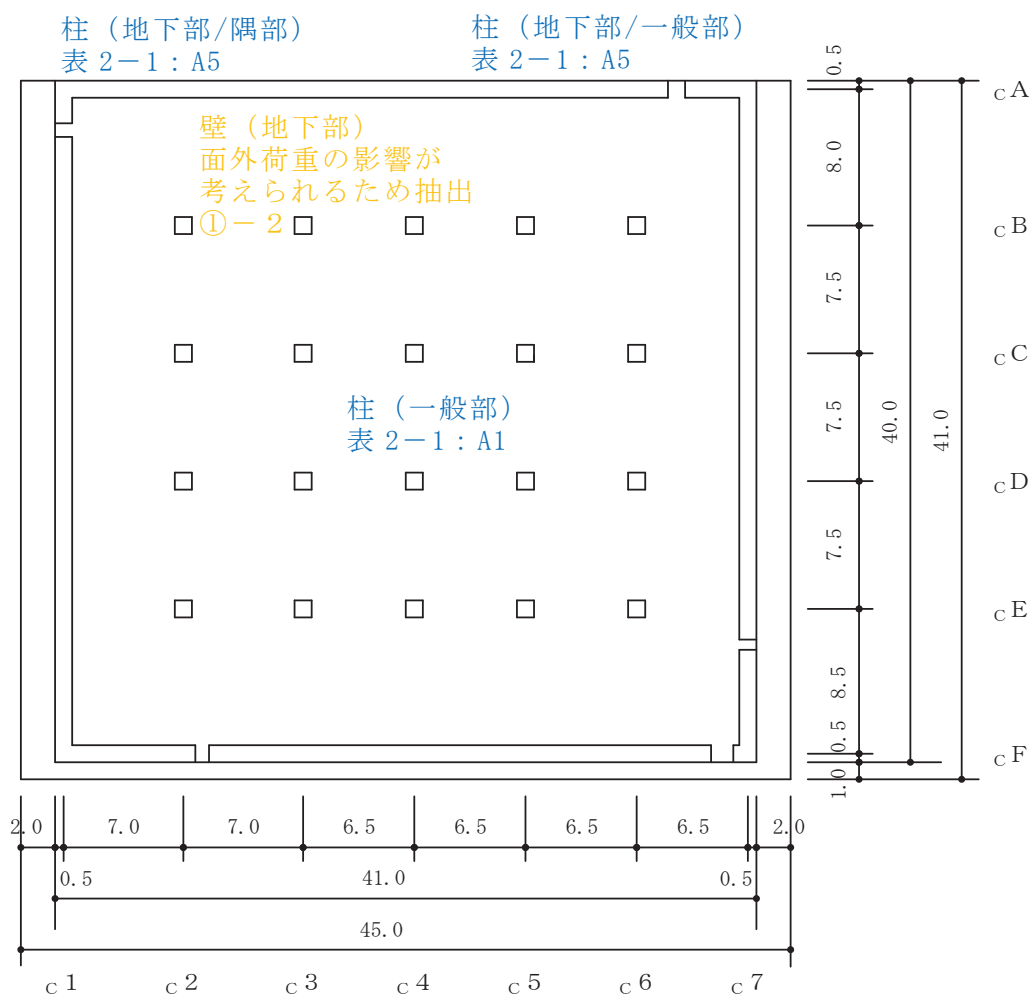 柱（地下部/隅部）
表 2－1：A5
柱（地下部/一般部）
表 2－1：A5
壁（地下部）
面外荷重の影響が
考えられるため抽出
①－2
柱（一般部）
表 2－1：A1
0.5
8.0
7.5
7.5
7.5
8.5
0.5
1.0
40.0
41.0
cA
cB
cC
cD
cE
cF
2.0 7.0 7.0 6.5 6.5 6.5 6.5 2.0
0.5 41.0 0.5
45.0
c1 c2 c3 c4 c5 c6 c7